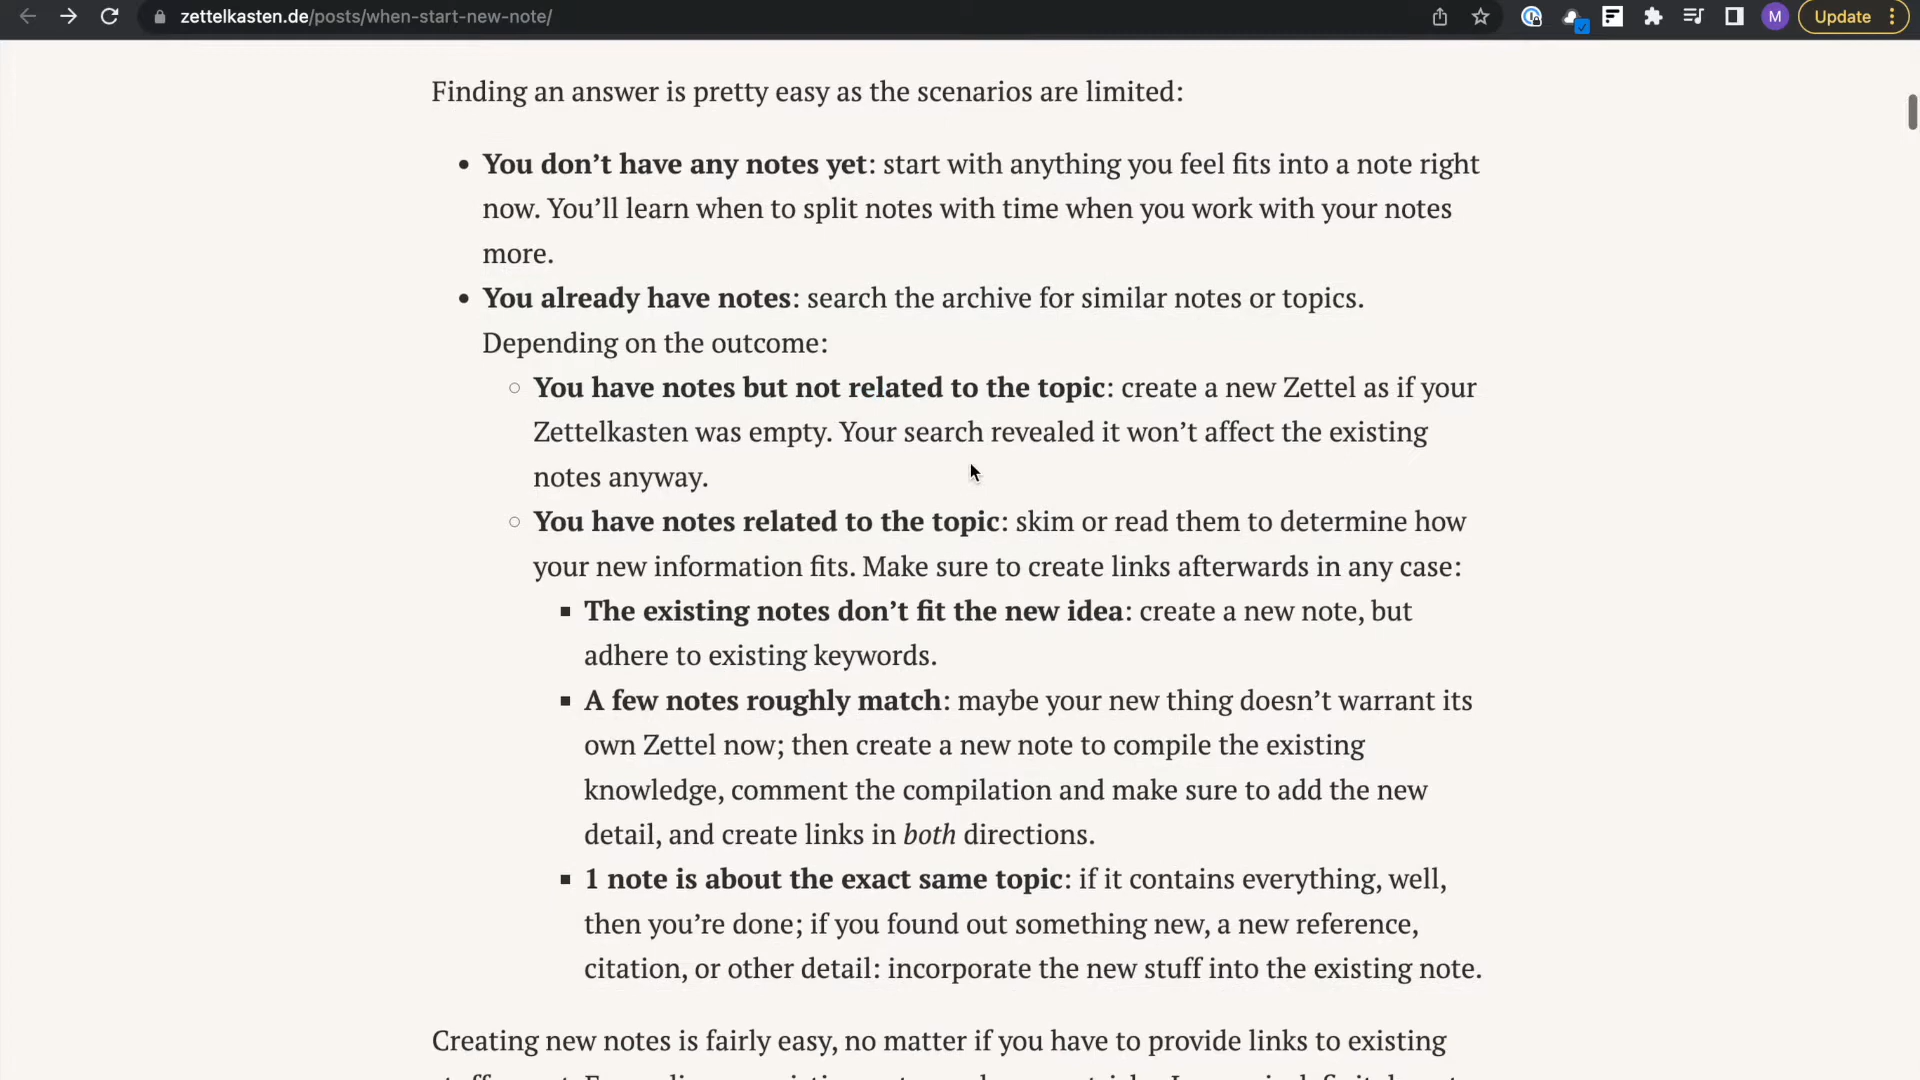 zettelkasten.de/posts/when-start-new-note/
M
Update
Finding an answer is pretty easy as the scenarios are limited:
• You don’t have any notes yet: start with anything you feel fits into a note right
now. You’ll learn when to split notes with time when you work with your notes
more.
• You already have notes: search the archive for similar notes or topics.
Depending on the outcome:
○ You have notes but not related to the topic: create a new Zettel as if your
Zettelkasten was empty. Your search revealed it won’t affect the existing
notes anyway.
○ You have notes related to the topic: skim or read them to determine how
your new information fits. Make sure to create links afterwards in any case:
▪ The existing notes don’t fit the new idea: create a new note, but
adhere to existing keywords.
▪ A few notes roughly match: maybe your new thing doesn’t warrant its
own Zettel now; then create a new note to compile the existing
knowledge, comment the compilation and make sure to add the new
detail, and create links in both directions.
▪ 1 note is about the exact same topic: if it contains everything, well,
then you’re done; if you found out something new, a new reference,
citation, or other detail: incorporate the new stuff into the existing note.
Creating new notes is fairly easy, no matter if you have to provide links to existing